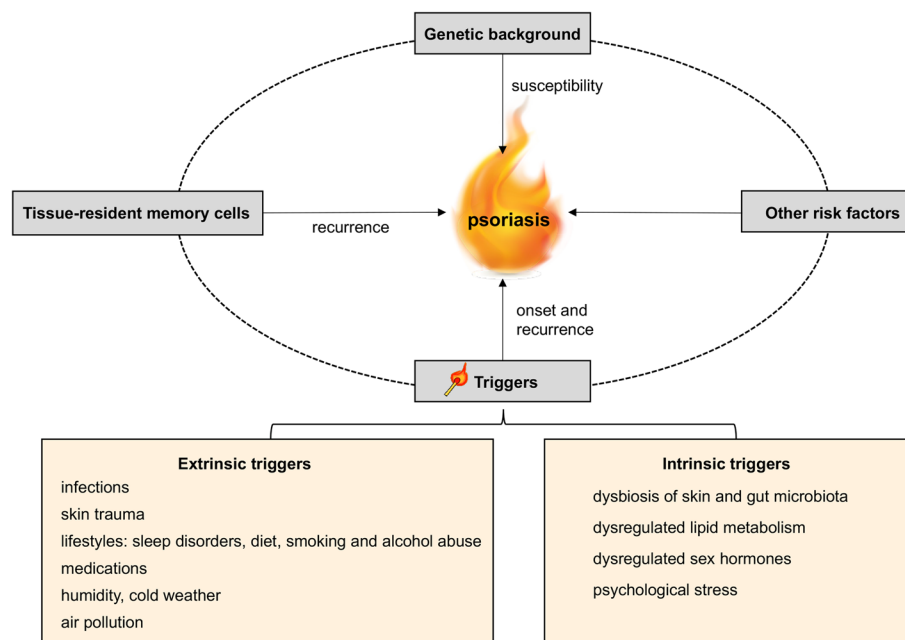 Genetic background
susceptibility
Tissue-resident memory cells
recurrence
psoriasis
Other risk factors
onset and
recurrence
Triggers
Extrinsic triggers
infections
skin trauma
lifestyles: sleep disorders, diet, smoking and alcohol abuse
medications
humidity, cold weather
air pollution
Intrinsic triggers
dysbiosis of skin and gut microbiota
dysregulated lipid metabolism
dysregulated sex hormones
psychological stress